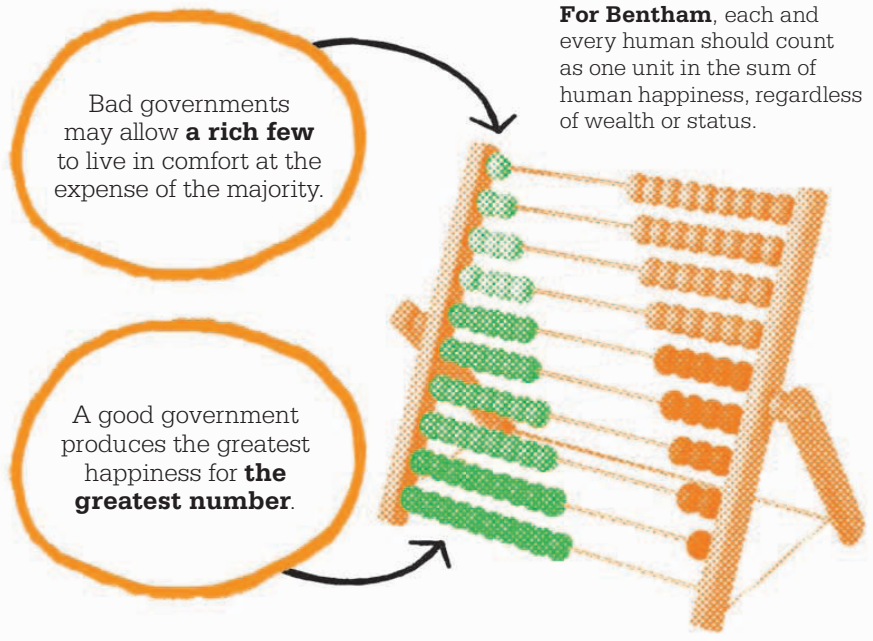 For Bentham, each and
every human should count
as one unit in the sum of
human happiness, regardless
of wealth or status.
Bad governments
may allow a rich few
to live in comfort at the
expense of the majority.
A good government
produces the greatest
happiness for the
greatest number.